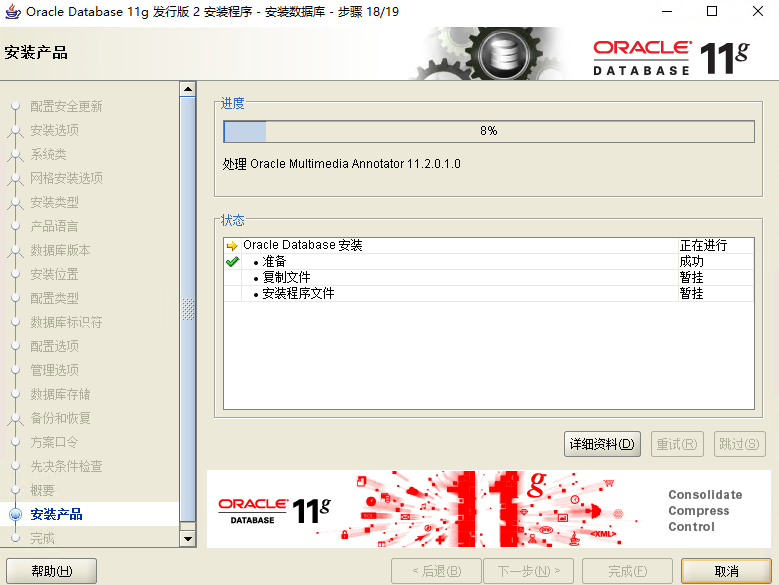 Oracle Database 11g 发行版 2 安装程序 - 安装数据库 - 步骤 18/19
安装产品
ORACLE 11g
DATABASE
配置安全更新
安装选项
系统类
网格安装选项
安装类型
产品语言
数据库版本
安装位置
配置类型
数据库标识符
配置选项
管理选项
数据库存储
备份和恢复
方案口令
先决条件检查
概要
安装产品
完成
进度
8%
处理 Oracle Multimedia Annotator 11.2.0.1.0
状态
Oracle Database 安装 正在进行
• 准备 成功
• 复制文件 暂挂
• 安装程序文件 暂挂
详细资料(D) 重试(R) 跳过(S)
ORACLE 11g
DATABASE
11g
<XML>
Consolidate
Compress
Control
帮助(H) < 后退(B) 下一步(N) > 完成(F) 取消